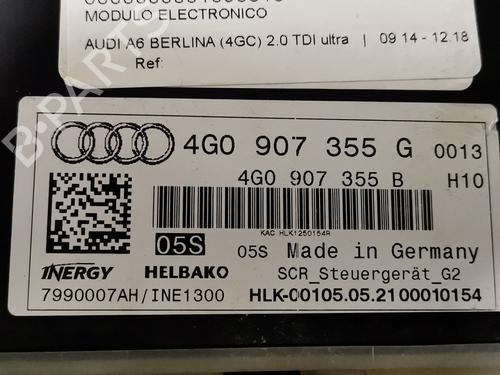 MODULO ELECTRONICO
AUDI A6 BERLINA (4GC) 2.0 TDI ultra | 09.14 - 12.18
Ref:
B-PARTS
4G0 907 355 G 0013
4G0 907 355 B H10
KAC HLK1250154R
05S 05S Made in Germany
INERGY HELBAKO SCR_Steuergerät_G2
7990007AH/INE1300 HLK-00105.05.2100010154